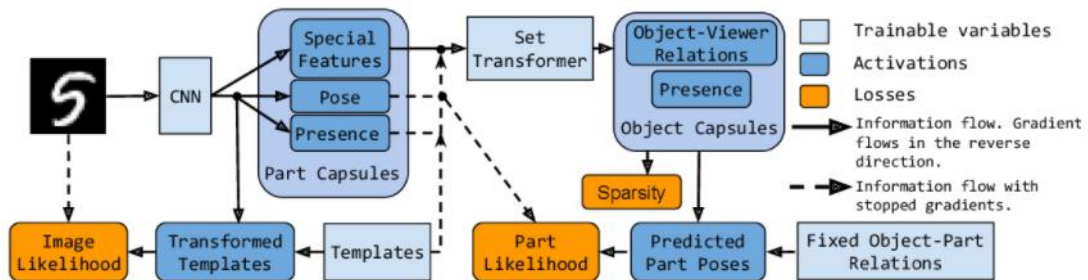 Special
Features
Pose
Presence
Part Capsules
CNN
Set
Transformer
Object-Viewer
Relations
Presence
Object Capsules
Sparsity
Trainable variables
Activations
Losses
Information flow. Gradient
flows in the reverse
direction.
Information flow with
stopped gradients.
5
Image
Likelihood
Transformed
Templates
Templates
Part
Likelihood
Predicted
Part Poses
Fixed Object-Part
Relations